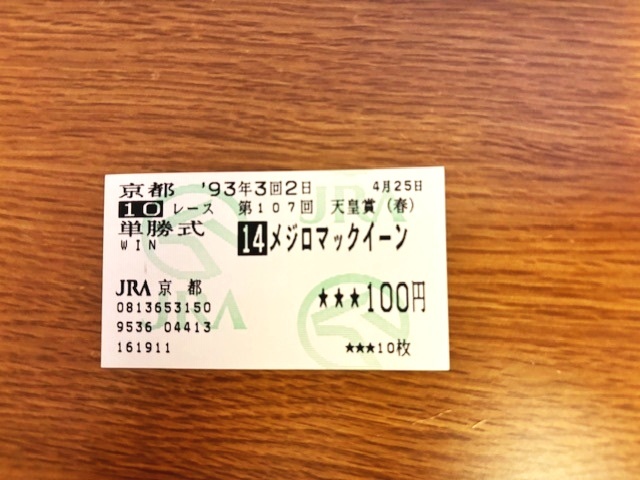 京都 '93年3回2日 4月25日
10 レース 第107回 天皇賞(春)
単勝式 14 メジロマックイーン
WIN
JRA 京都 ★★★100円
0813653150
9536 04413
161911 ★★★10枚
JRA
JRA